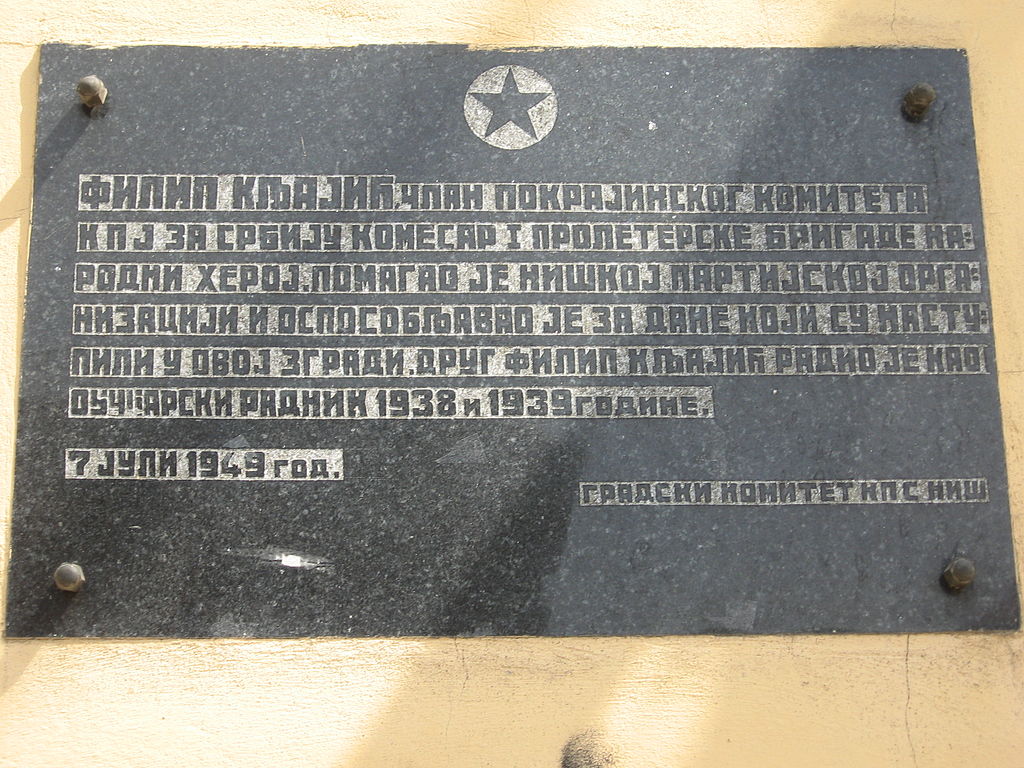 ФИЛИП КЉАЈИЋ ЧЛАН ПОКРАЈИНСКОГ КОМИТЕТА
КПЈ ЗА СРБИЈУ КОМЕСАР I ПРОЛЕТЕРСКЕ БРИГАДЕ НА-
РОДНИ ХЕРОЈ. ПОМАГАО ЈЕ НИШКОЈ ПАРТИЈСКОЈ ОРГА-
НИЗАЦИЈИ И ОСПОСОБЉАВАО ЈЕ ЗА ДАНЕ КОЈИ СУ НАСТУ-
ПИЛИ У ОВОЈ ЗГРАДИ. ДРУГ ФИЛИП КЉАЈИЋ РАДИО ЈЕ КАО
РАДНИК 1938 и 1939 ГОДИНЕ.
7 ЈУЛИ 1949 ГОД.
ГРАДСКИ КОМИТЕТ КПС НИШ